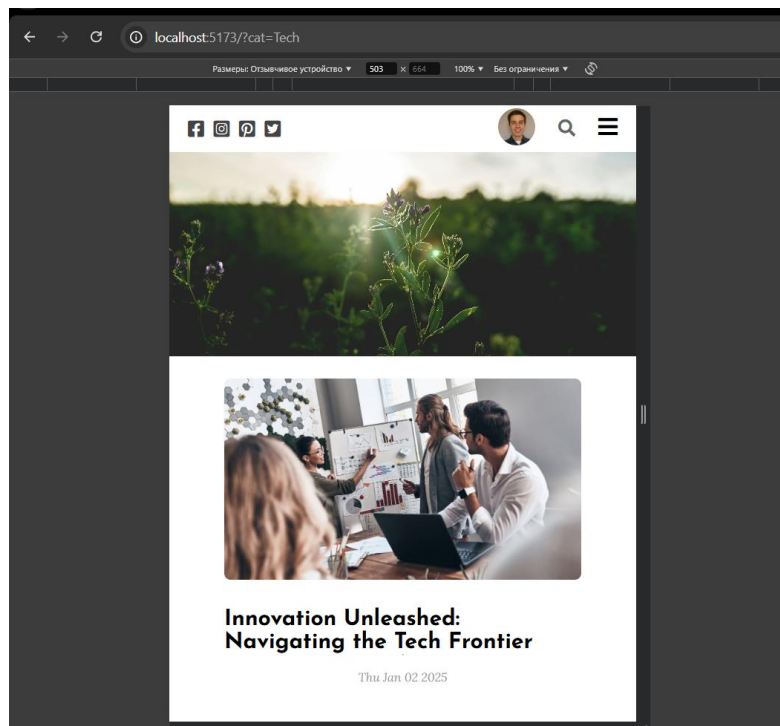 localhost:5173/?cat=Tech
Размеры: Отзывчивое устройство ▼ 503 × 664 100% ▼ Без ограничения ▼
Innovation Unleashed:
Navigating the Tech Frontier
Thu Jan 02 2025